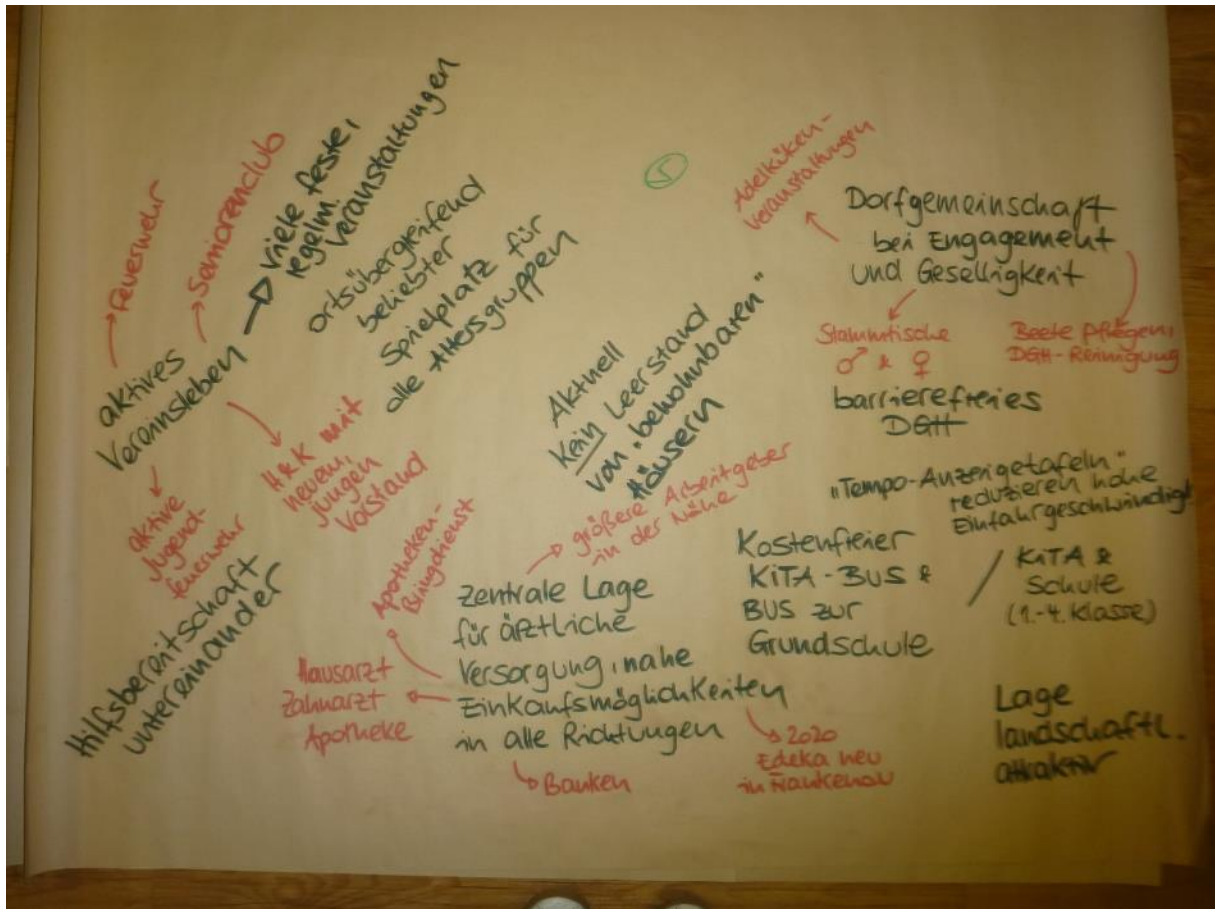 Feuerwehr
Seniorenclub
viele Feste,
regelm.
Veranstaltungen
aktives
Vereinsleben
ortsübergreifend
beliebter
Spielplatz für
alle Altersgruppen
H&K mit
neuem,
jungen
Vorstand
aktive
Jugend-
feuerwehr
Hilfsbereitschaft
untereinander
5
Aktuell
kein Leerstand
von „bewohnbaren“
Häusern
Adelküken-
veranstaltungen
Dorfgemeinschaft
bei Engagement
und Geselligkeit
Stammtische
♂ & ♀
Beete pflegen,
DGH-Reinigung
barrierefreies
DGH
„Tempo-Anzeigetafeln“
reduzieren hohe
Einfahrgeschwindigk.
größere Arbeitgeber
in der Nähe
Apotheken-
Bringdienst
Zentrale Lage
für ärztliche
Versorgung, nahe
Einkaufsmöglichkeiten
in alle Richtungen
Hausarzt
Zahnarzt
Apotheke
Banken
2020
Edeka neu
in Frankenau
Kostenfreier
KiTA-BUS &
BUS zur
Grundschule
/ KiTA &
Schule
(1.-4. Klasse)
Lage
landschaftl.
attraktiv